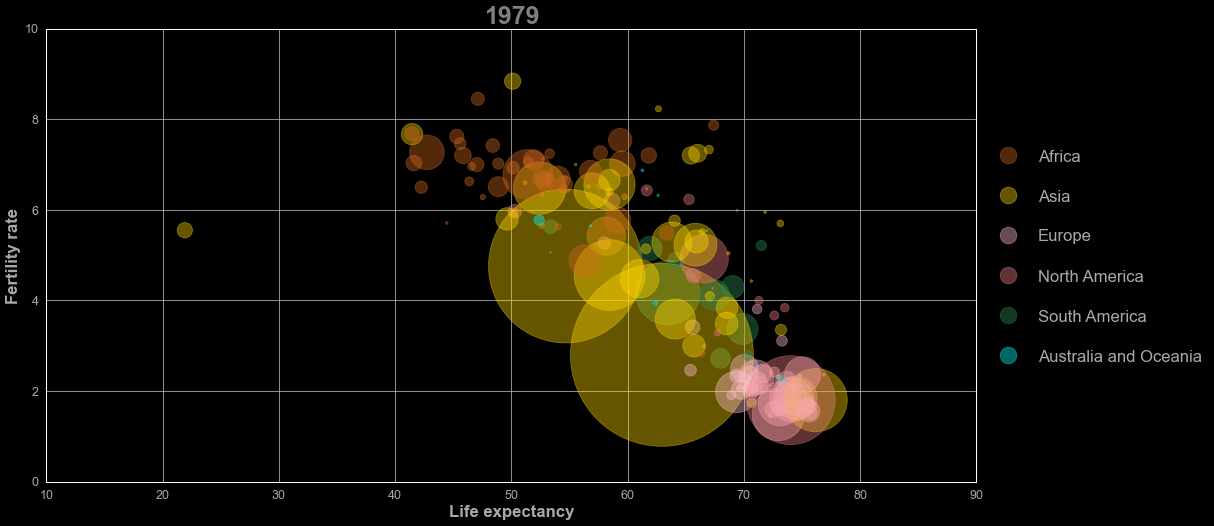 1979
10
8
6
4
2
0
Fertility rate
10 20 30 40 50 60 70 80 90
Life expectancy
Africa
Asia
Europe
North America
South America
Australia and Oceania